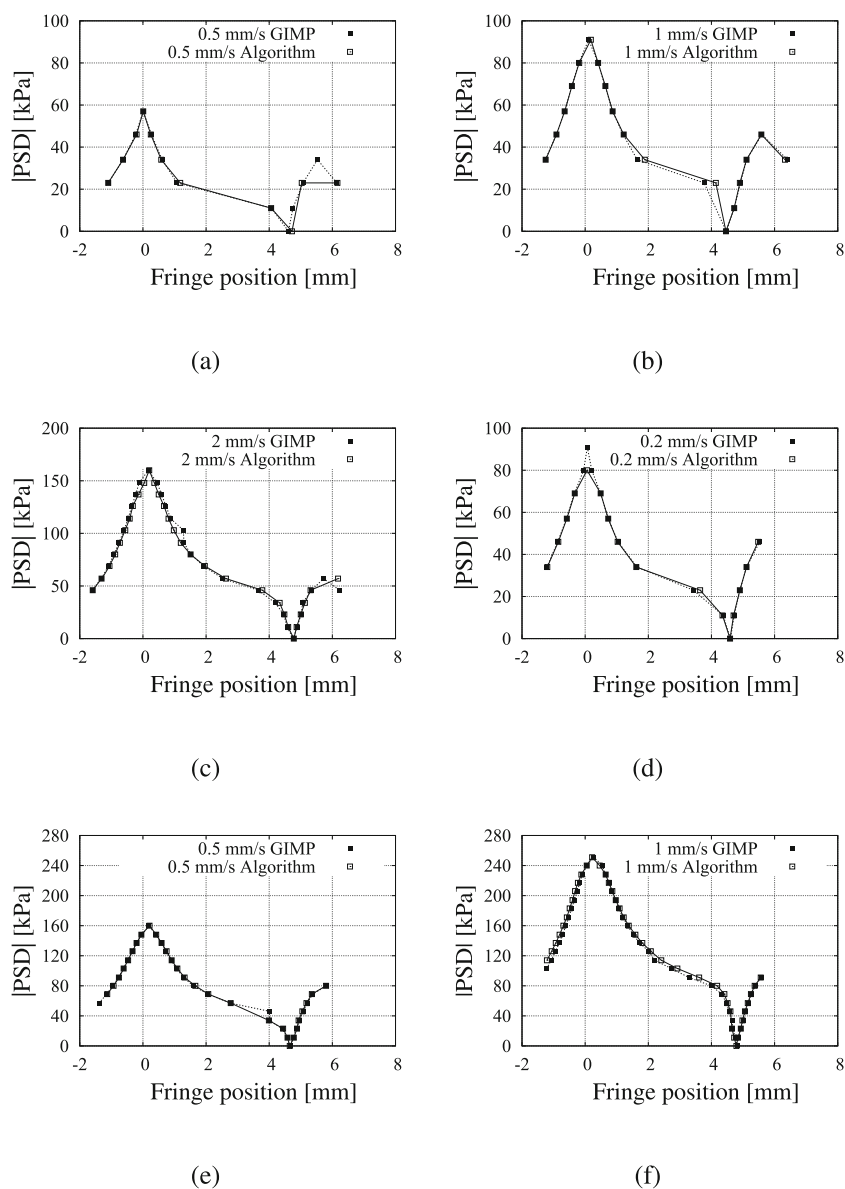 100
80
60
40
20
0
-2
0
2
4
6
8
|PSD| [kPa]
Fringe position [mm]
0.5 mm/s GIMP
0.5 mm/s Algorithm
(a)
100
80
60
40
20
0
-2
0
2
4
6
8
|PSD| [kPa]
Fringe position [mm]
1 mm/s GIMP
1 mm/s Algorithm
(b)
200
150
100
50
0
-2
0
2
4
6
8
|PSD| [kPa]
Fringe position [mm]
2 mm/s GIMP
2 mm/s Algorithm
(c)
100
80
60
40
20
0
-2
0
2
4
6
8
|PSD| [kPa]
Fringe position [mm]
0.2 mm/s GIMP
0.2 mm/s Algorithm
(d)
280
240
200
160
120
80
40
0
-2
0
2
4
6
8
|PSD| [kPa]
Fringe position [mm]
0.5 mm/s GIMP
0.5 mm/s Algorithm
(e)
280
240
200
160
120
80
40
0
-2
0
2
4
6
8
|PSD| [kPa]
Fringe position [mm]
1 mm/s GIMP
1 mm/s Algorithm
(f)